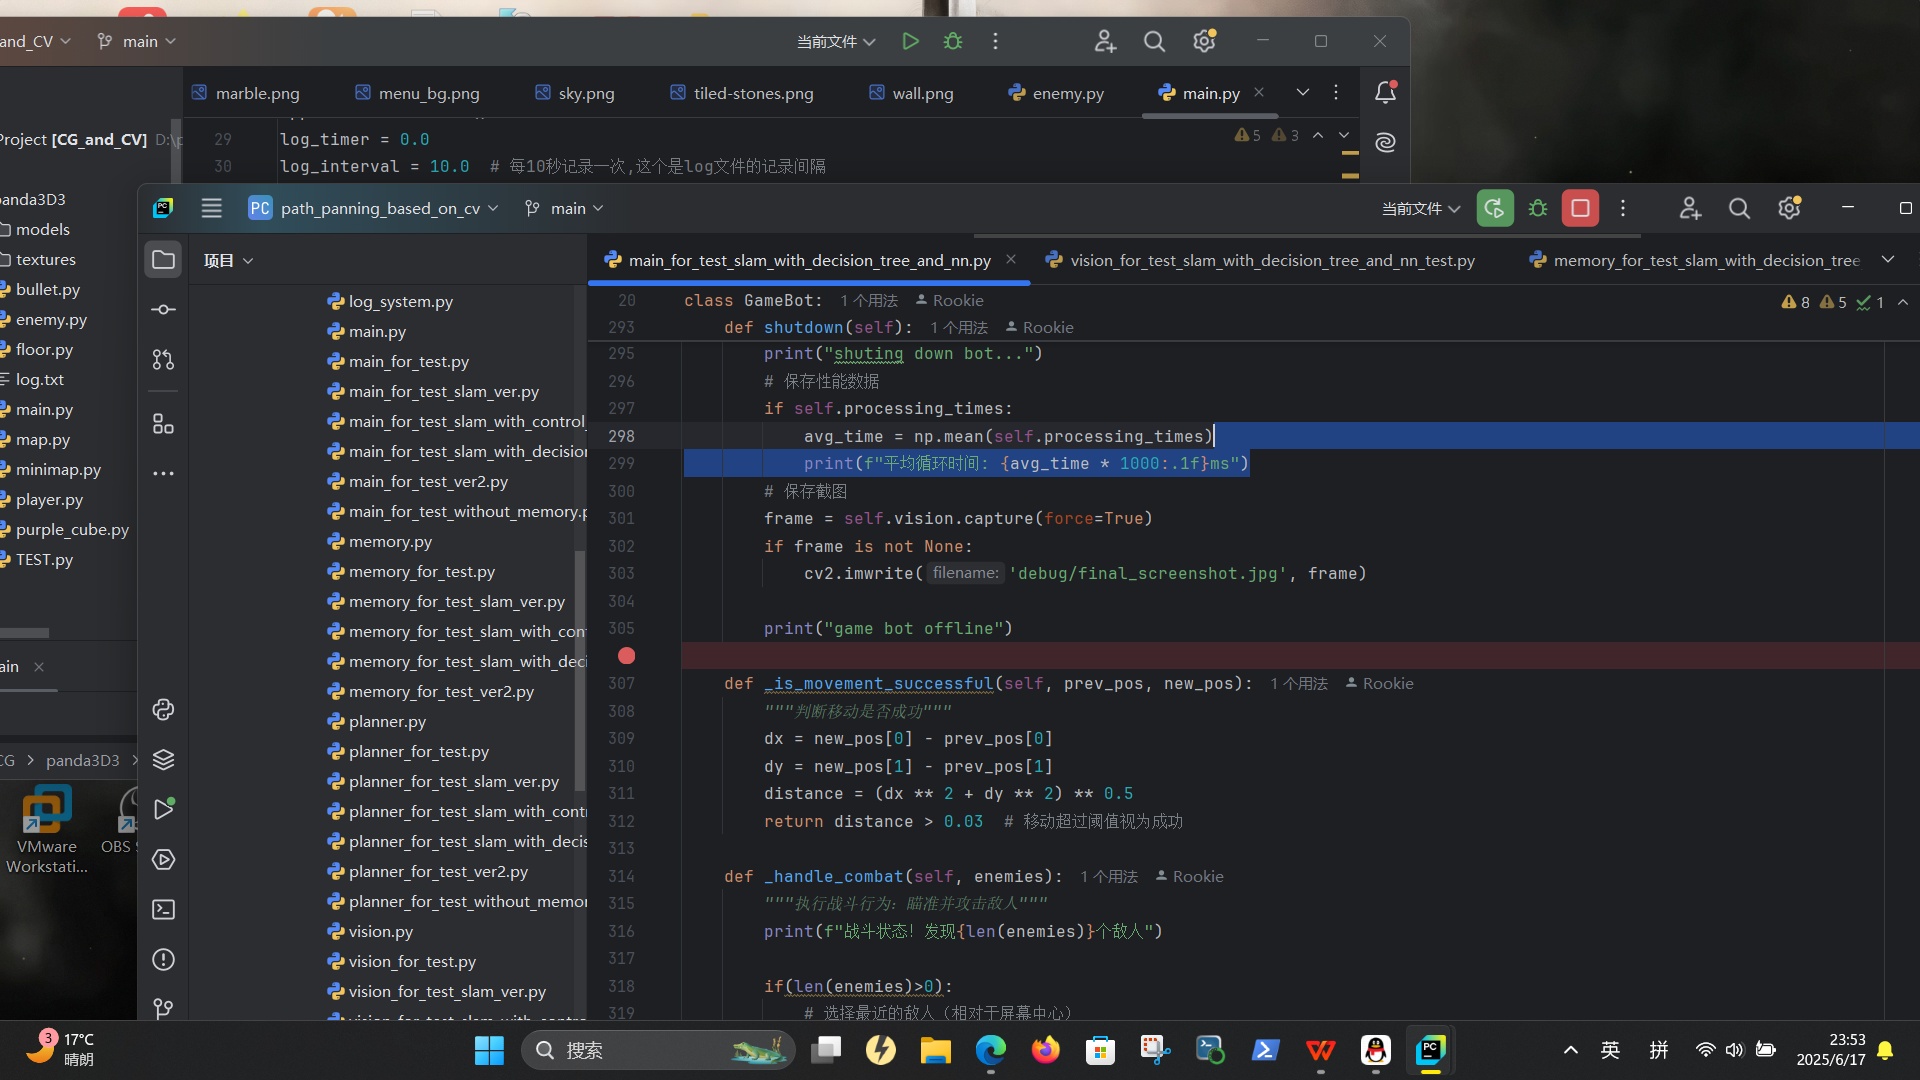 and_CV
main
当前文件
marble.png
menu_bg.png
sky.png
tiled-stones.png
wall.png
enemy.py
main.py
Project [CG_and_CV] D:\p
29 log_timer = 0.0
5 3
30 log_interval = 10.0 # 每10秒记录一次,这个是log文件的记录间隔
panda3D3
models
textures
bullet.py
enemy.py
floor.py
log.txt
main.py
map.py
minimap.py
player.py
purple_cube.py
TEST.py
ain
CG > panda3D3 >
VMware
Workstati...
OBS S
PC path_panning_based_on_cv
main
当前文件
项目
main_for_test_slam_with_decision_tree_and_nn.py
vision_for_test_slam_with_decision_tree_and_nn_test.py
memory_for_test_slam_with_decision_tree
log_system.py
main.py
main_for_test.py
main_for_test_slam_ver.py
main_for_test_slam_with_control_
main_for_test_slam_with_decision
main_for_test_ver2.py
main_for_test_without_memory.p
memory.py
memory_for_test.py
memory_for_test_slam_ver.py
memory_for_test_slam_with_con
memory_for_test_slam_with_deci
memory_for_test_ver2.py
planner.py
planner_for_test.py
planner_for_test_slam_ver.py
planner_for_test_slam_with_cont
planner_for_test_slam_with_decis
planner_for_test_ver2.py
planner_for_test_without_memor
vision.py
vision_for_test.py
vision_for_test_slam_ver.py
20 class GameBot: 1个用法 Rookie
8 5 1
293 def shutdown(self): 1个用法 Rookie
295 print("shuting down bot...")
296 # 保存性能数据
297 if self.processing_times:
298 avg_time = np.mean(self.processing_times)
299 print(f"平均循环时间: {avg_time * 1000:.1f}ms")
300 # 保存截图
301 frame = self.vision.capture(force=True)
302 if frame is not None:
303 cv2.imwrite( filename: 'debug/final_screenshot.jpg', frame)
304
305 print("game bot offline")
307 def _is_movement_successful(self, prev_pos, new_pos): 1个用法 Rookie
308 """判断移动是否成功"""
309 dx = new_pos[0] - prev_pos[0]
310 dy = new_pos[1] - prev_pos[1]
311 distance = (dx ** 2 + dy ** 2) ** 0.5
312 return distance > 0.03 # 移动超过阈值视为成功
313
314 def _handle_combat(self, enemies): 1个用法 Rookie
315 """执行战斗行为：瞄准并攻击敌人"""
316 print(f"战斗状态！发现{len(enemies)}个敌人")
317
318 if(len(enemies)>0):
319 # 选择最近的敌人（相对于屏幕中心）
3
17°C
晴朗
搜索
英
拼
23:53
2025/6/17